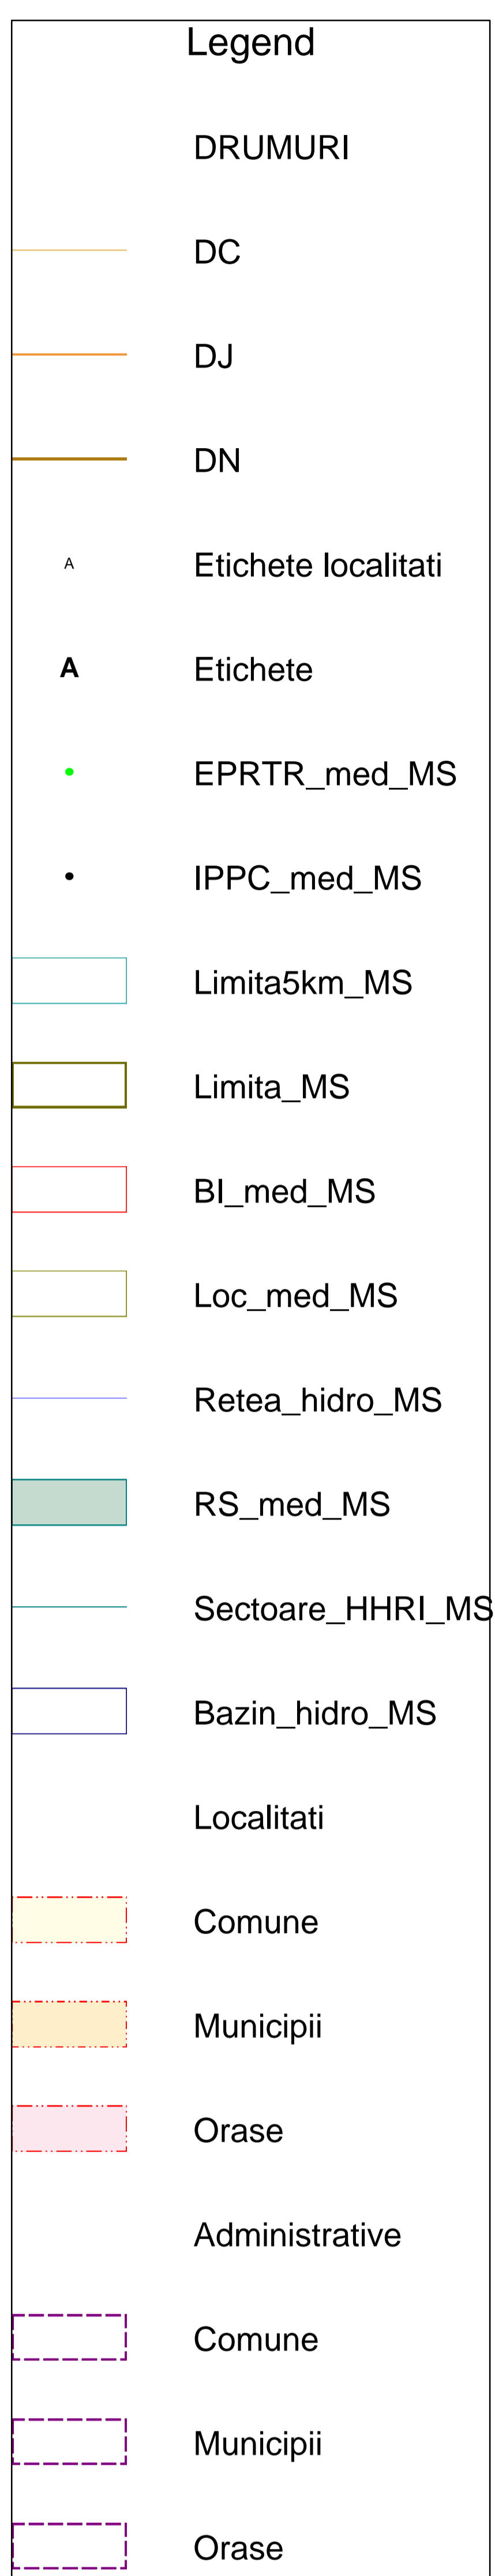 Legend
DRUMURI
DC
DJ
DN
A Etichete localitati
A Etichete
EPRTR_med_MS
IPPC_med_MS
Limita5km_MS
Limita_MS
BI_med_MS
Loc_med_MS
Retea_hidro_MS
RS_med_MS
Sectoare_HHRI_MS
Bazin_hidro_MS
Localitati
Comune
Municipii
Orase
Administrative
Comune
Municipii
Orase